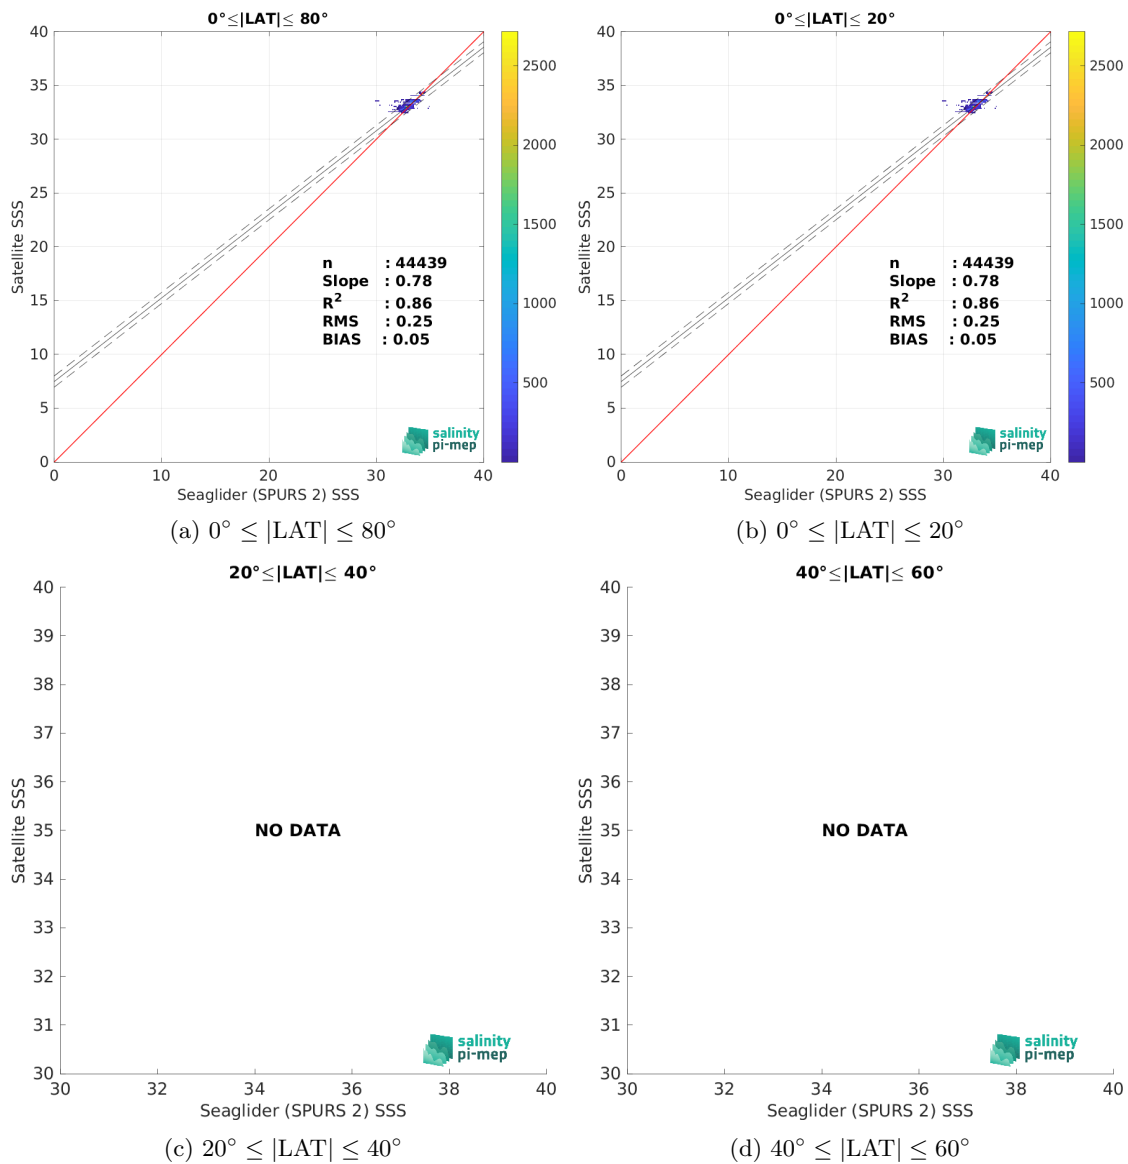 0°≤|LAT|≤ 80°
40
35
30
25
20
15
10
5
0
Satellite SSS
n : 44439
Slope : 0.78
R² : 0.86
RMS : 0.25
BIAS : 0.05
salinity
pi-mep
0 10 20 30 40
Seaglider (SPURS 2) SSS
2500
2000
1500
1000
500
(a) 0° ≤ |LAT| ≤ 80°
0°≤|LAT|≤ 20°
40
35
30
25
20
15
10
5
0
Satellite SSS
n : 44439
Slope : 0.78
R² : 0.86
RMS : 0.25
BIAS : 0.05
salinity
pi-mep
0 10 20 30 40
Seaglider (SPURS 2) SSS
2500
2000
1500
1000
500
(b) 0° ≤ |LAT| ≤ 20°
20°≤|LAT|≤ 40°
40
39
38
37
36
35
34
33
32
31
30
Satellite SSS
NO DATA
salinity
pi-mep
30 32 34 36 38 40
Seaglider (SPURS 2) SSS
(c) 20° ≤ |LAT| ≤ 40°
40°≤|LAT|≤ 60°
40
39
38
37
36
35
34
33
32
31
30
Satellite SSS
NO DATA
salinity
pi-mep
30 32 34 36 38 40
Seaglider (SPURS 2) SSS
(d) 40° ≤ |LAT| ≤ 60°